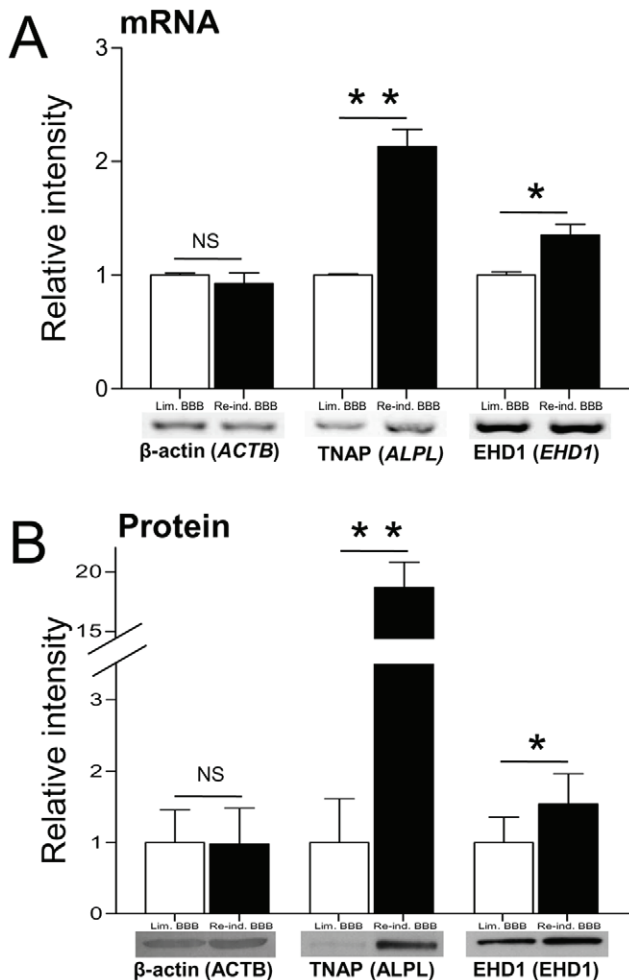 A mRNA
3
* *
2
*
NS
1
0
Relative intensity
Lim. BBB Re-ind. BBB Lim. BBB Re-ind. BBB Lim. BBB Re-ind. BBB
β-actin (ACTB) TNAP (ALPL) EHD1 (EHD1)
B Protein
* *
20
15
3
2
*
NS
1
0
Relative intensity
Lim. BBB Re-ind. BBB Lim. BBB Re-ind. BBB Lim. BBB Re-ind. BBB
β-actin (ACTB) TNAP (ALPL) EHD1 (EHD1)